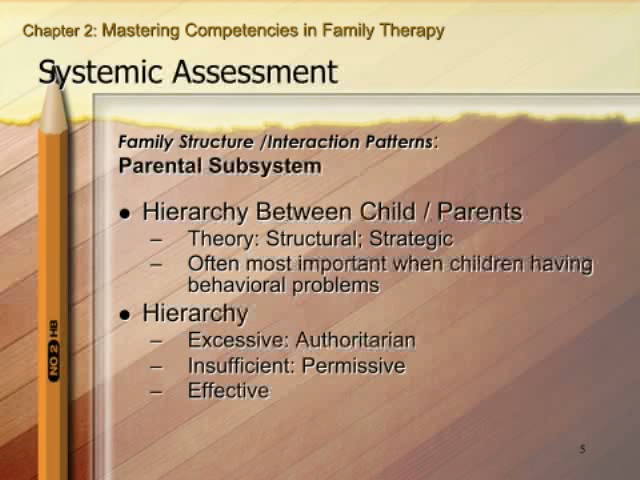 Chapter 2: Mastering Competencies in Family Therapy
Systemic Assessment
Family Structure /Interaction Patterns:
Parental Subsystem
● Hierarchy Between Child / Parents
– Theory: Structural; Strategic
– Often most important when children having
behavioral problems
● Hierarchy
– Excessive: Authoritarian
– Insufficient: Permissive
– Effective
NO 2 HB
5